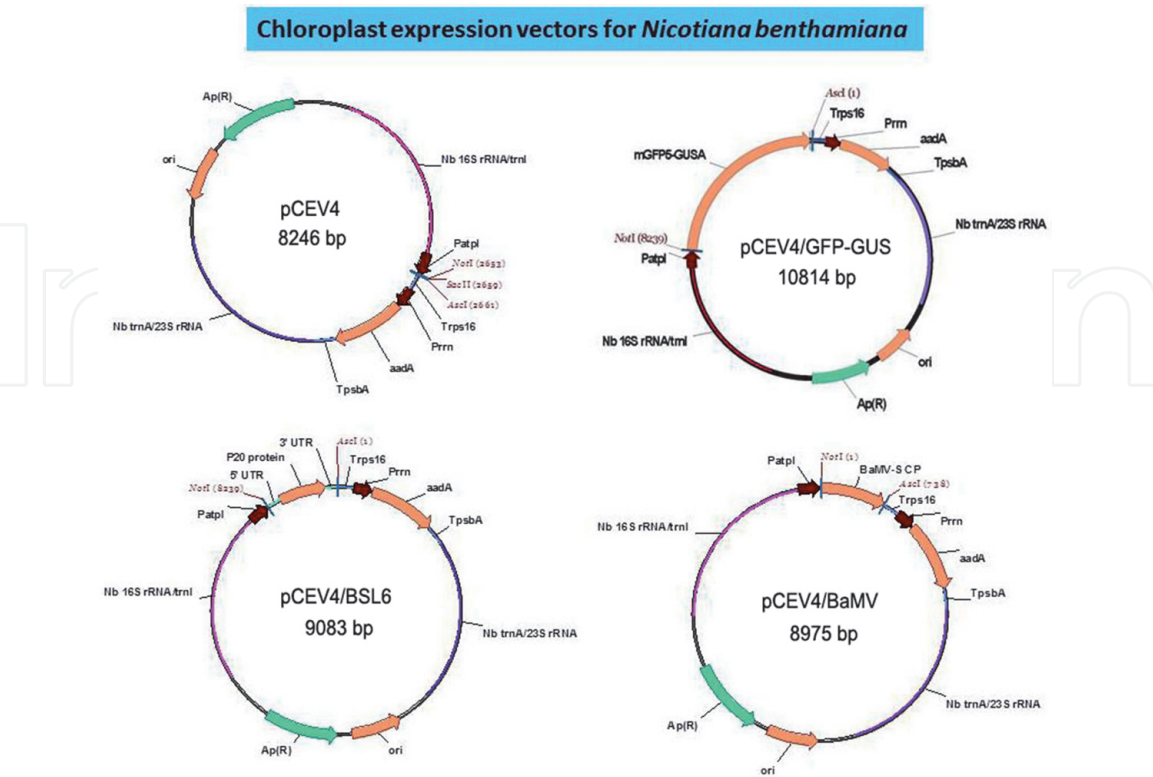 Chloroplast expression vectors for Nicotiana benthamiana
Ap(R)
ori
Nb 16S rRNA/trnI
pCEV4
8246 bp
Patpl
NotI (2653)
SacII (2659)
AscI (2661)
Trps16
Prrn
aadA
TpsbA
Nb trnA/23S rRNA
AscI (1)
Trps16
Prrn
aadA
TpsbA
mGFP5-GUSA
Nb trnA/23S rRNA
NotI (8239)
Patpl
pCEV4/GFP-GUS
10814 bp
Nb 16S rRNA/trnI
ori
Ap(R)
3' UTR
AscI (1)
P20 protein
Trps16
5' UTR
Prrn
NotI (8239)
aadA
Patpl
TpsbA
Nb 16S rRNA/trnI
pCEV4/BSL6
9083 bp
Nb trnA/23S rRNA
Ap(R)
ori
NotI (1)
Patpl
BaMV-SCP
AscI (738)
Trps16
Prrn
Nb 16S rRNA/trnI
aadA
TpsbA
pCEV4/BaMV
8975 bp
Nb trnA/23S rRNA
Ap(R)
ori